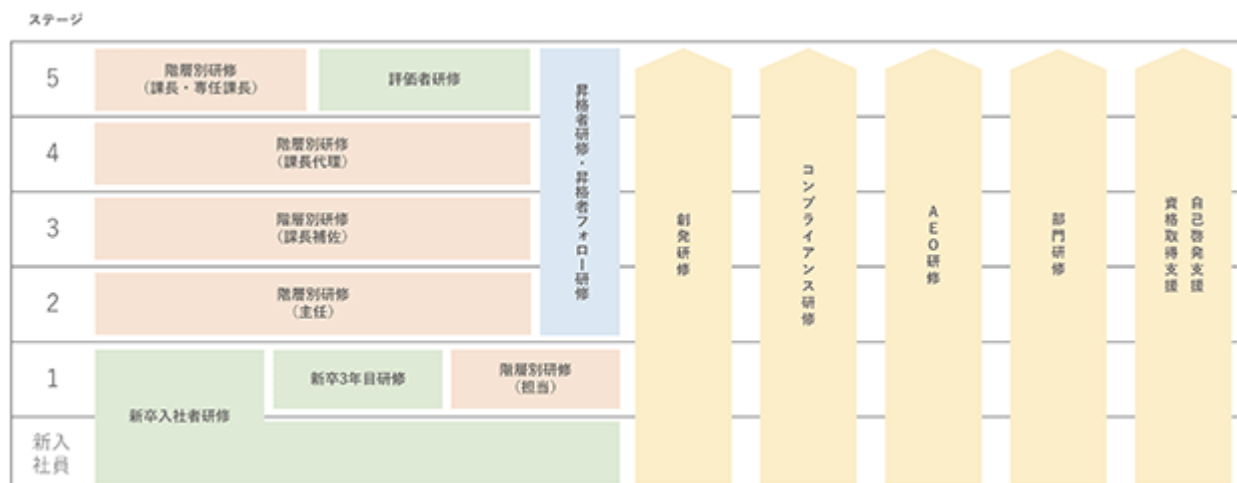 ステージ
5
階層別研修
(課長・専任課長)
評価者研修
昇格者研修・昇格者フォロー研修
創発研修
コンプライアンス研修
AEO研修
部門研修
自己啓発支援
資格取得支援
4
階層別研修
(課長代理)
3
階層別研修
(課長補佐)
2
階層別研修
(主任)
1
新卒3年目研修
階層別研修
(担当)
新卒入社者研修
新入
社員